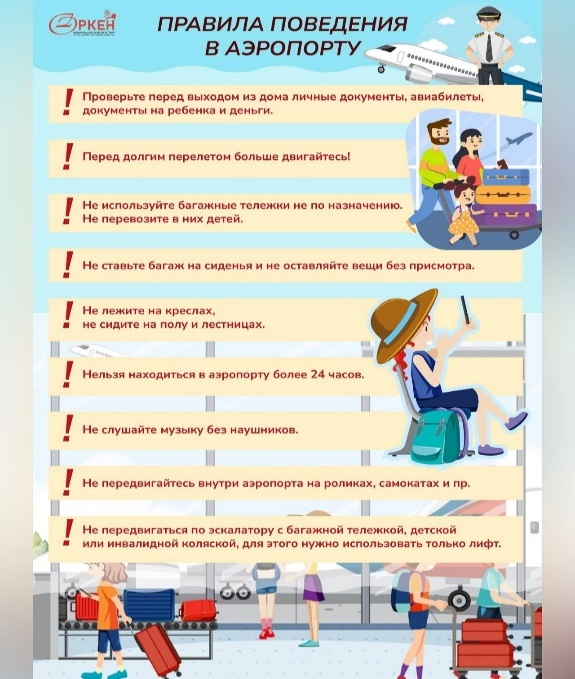 ӨРКЕН
ПРАВИЛА ПОВЕДЕНИЯ
В АЭРОПОРТУ
! Проверьте перед выходом из дома личные документы, авиабилеты,
документы на ребенка и деньги.
! Перед долгим перелетом больше двигайтесь!
! Не используйте багажные тележки не по назначению.
Не перевозите в них детей.
! Не ставьте багаж на сиденья и не оставляйте вещи без присмотра.
! Не лежите на креслах,
не сидите на полу и лестницах.
! Нельзя находиться в аэропорту более 24 часов.
! Не слушайте музыку без наушников.
! Не передвигайтесь внутри аэропорта на роликах, самокатах и пр.
! Не передвигаться по эскалатору с багажной тележкой, детской
или инвалидной коляской, для этого нужно использовать только лифт.